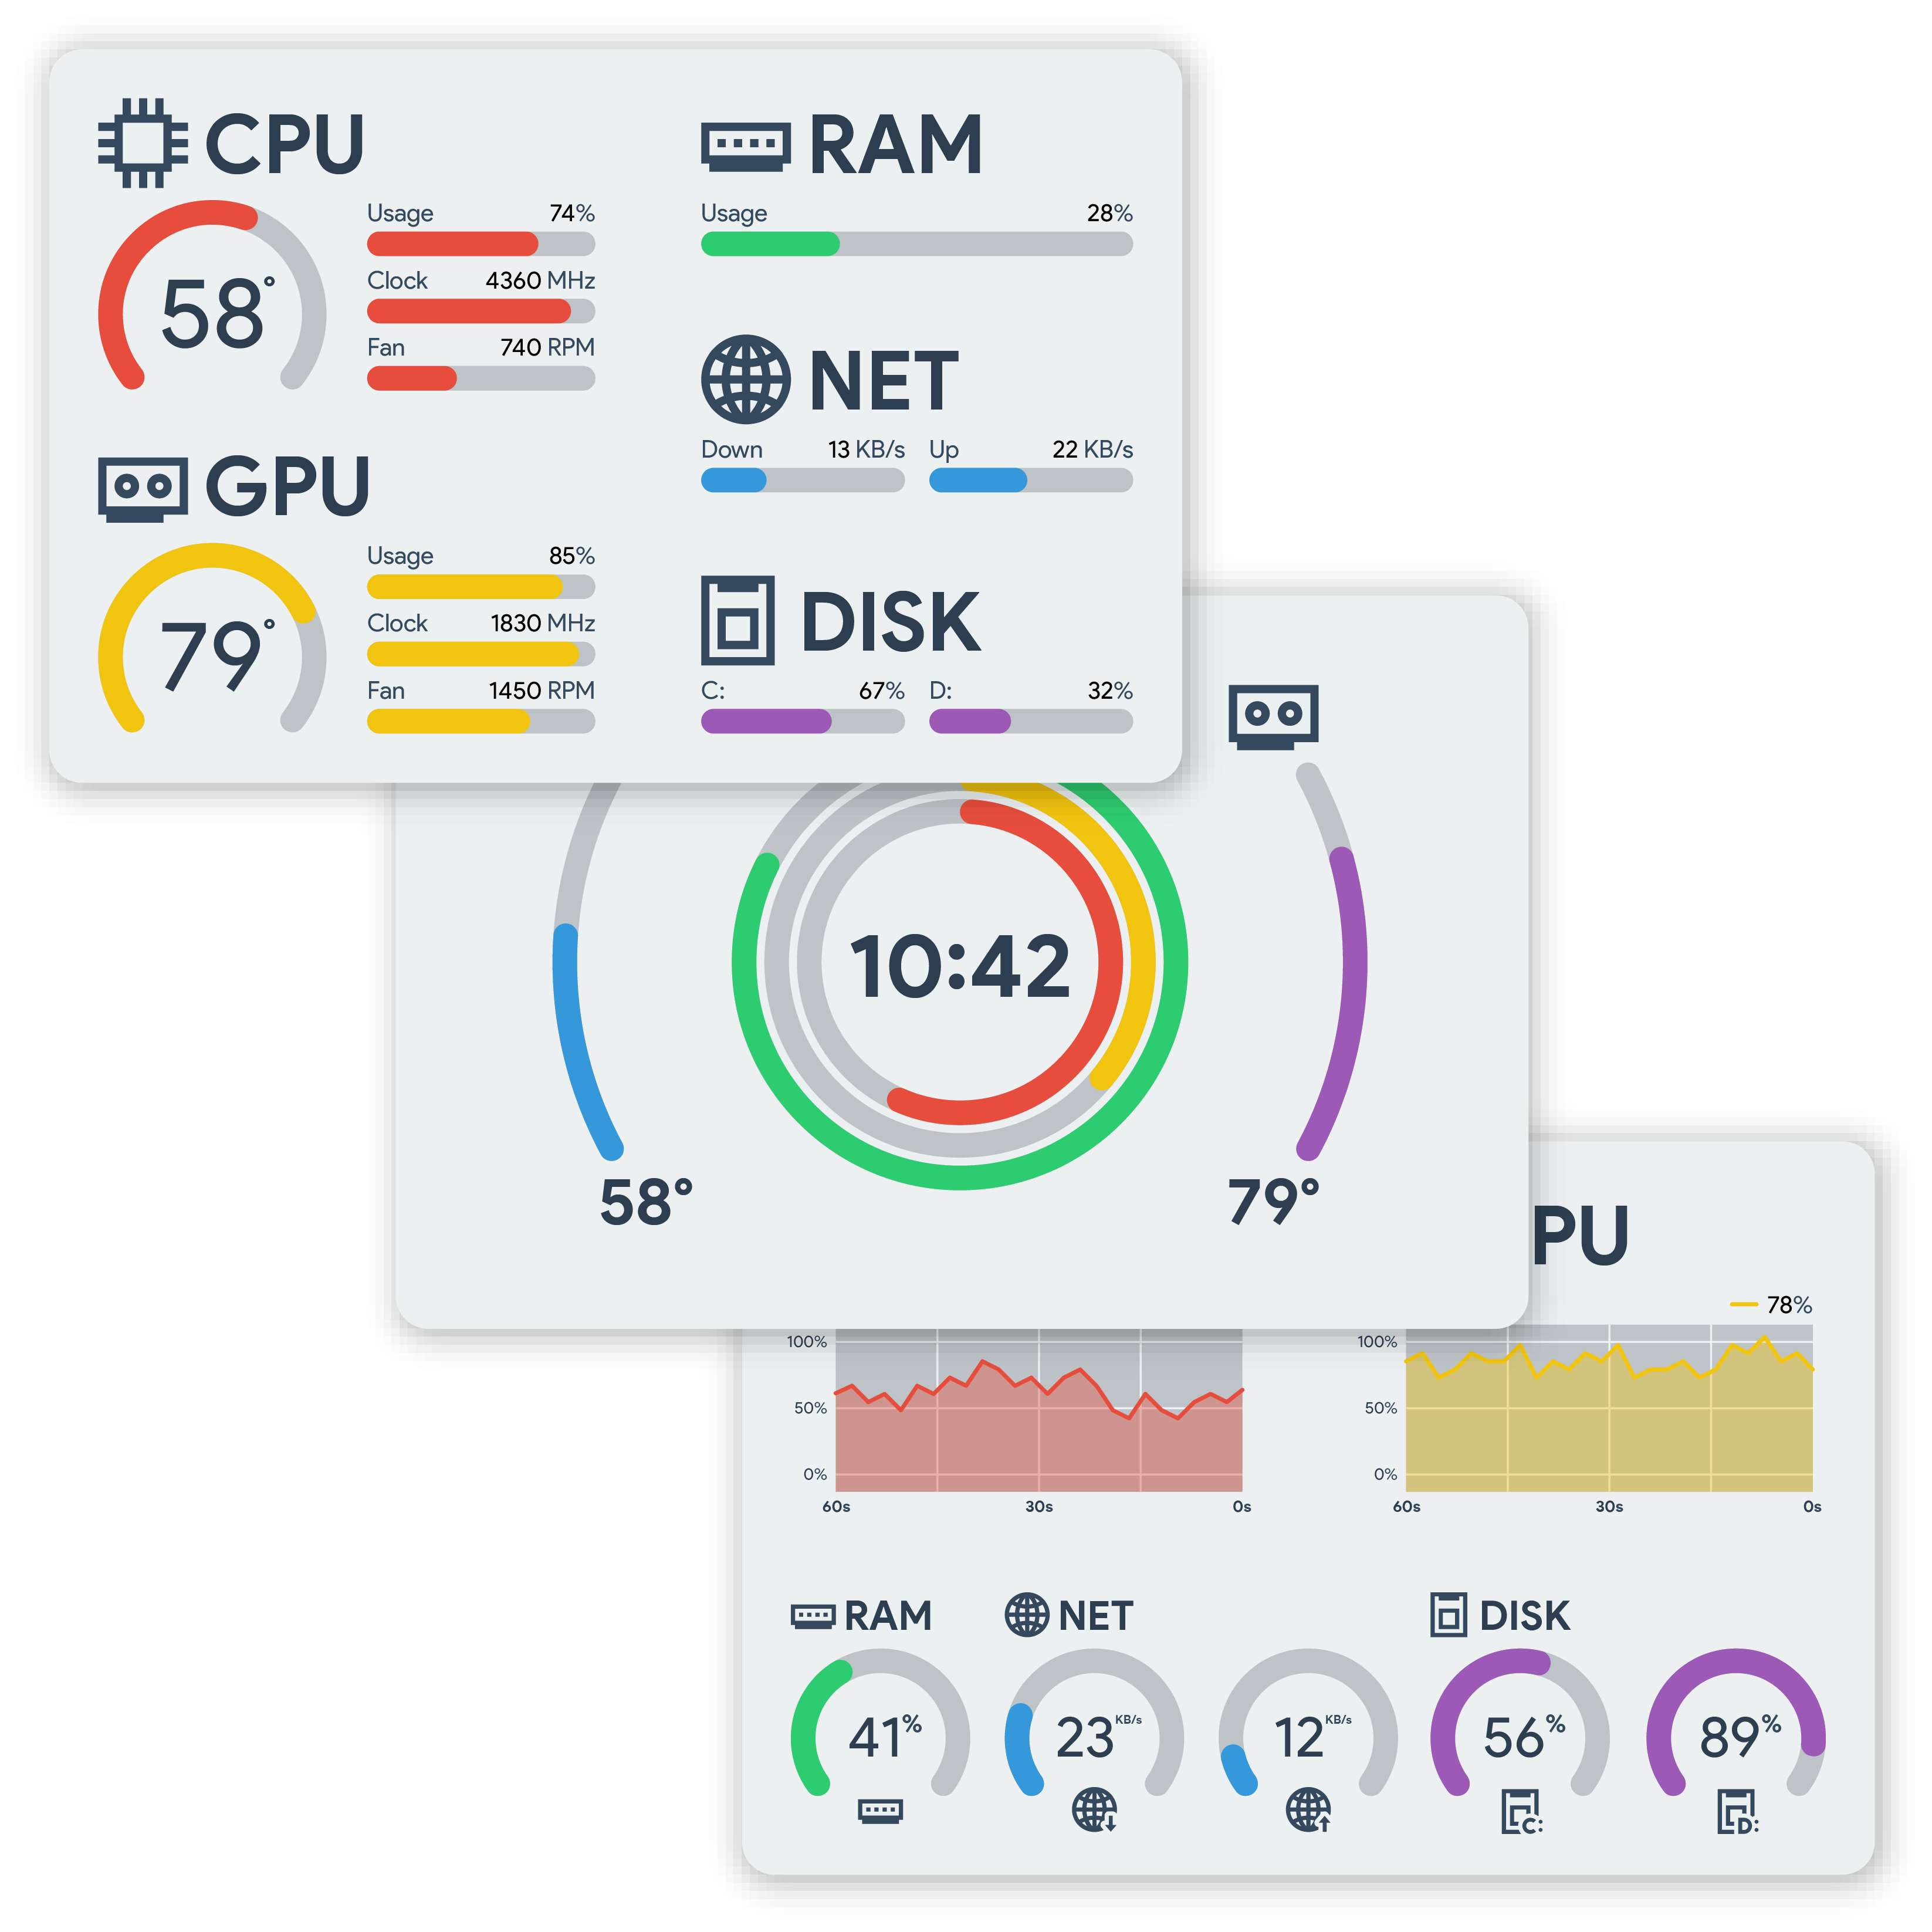 CPU
58°
Usage 74%
Clock 4360 MHz
Fan 740 RPM
GPU
79°
Usage 85%
Clock 1830 MHz
Fan 1450 RPM
RAM
Usage 28%
NET
Down 13 KB/s Up 22 KB/s
DISK
C: 67% D: 32%
10:42
58° 79°
PU
78%
100% 100%
50% 50%
0% 0%
60s 30s 0s 60s 30s 0s
RAM NET DISK
41% 23 KB/s 12 KB/s 56% 89%
C: D: